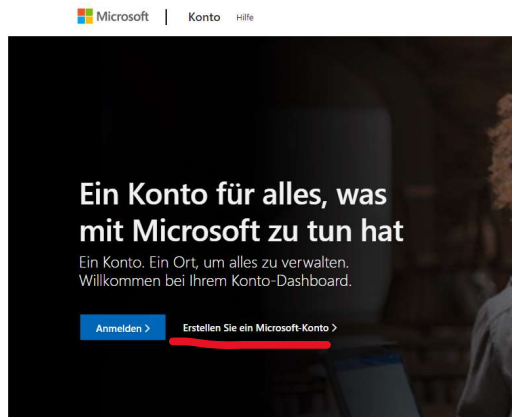 Microsoft | Konto Hilfe
Ein Konto für alles, was
mit Microsoft zu tun hat
Ein Konto. Ein Ort, um alles zu verwalten.
Willkommen bei Ihrem Konto-Dashboard.
Anmelden > Erstellen Sie ein Microsoft-Konto >